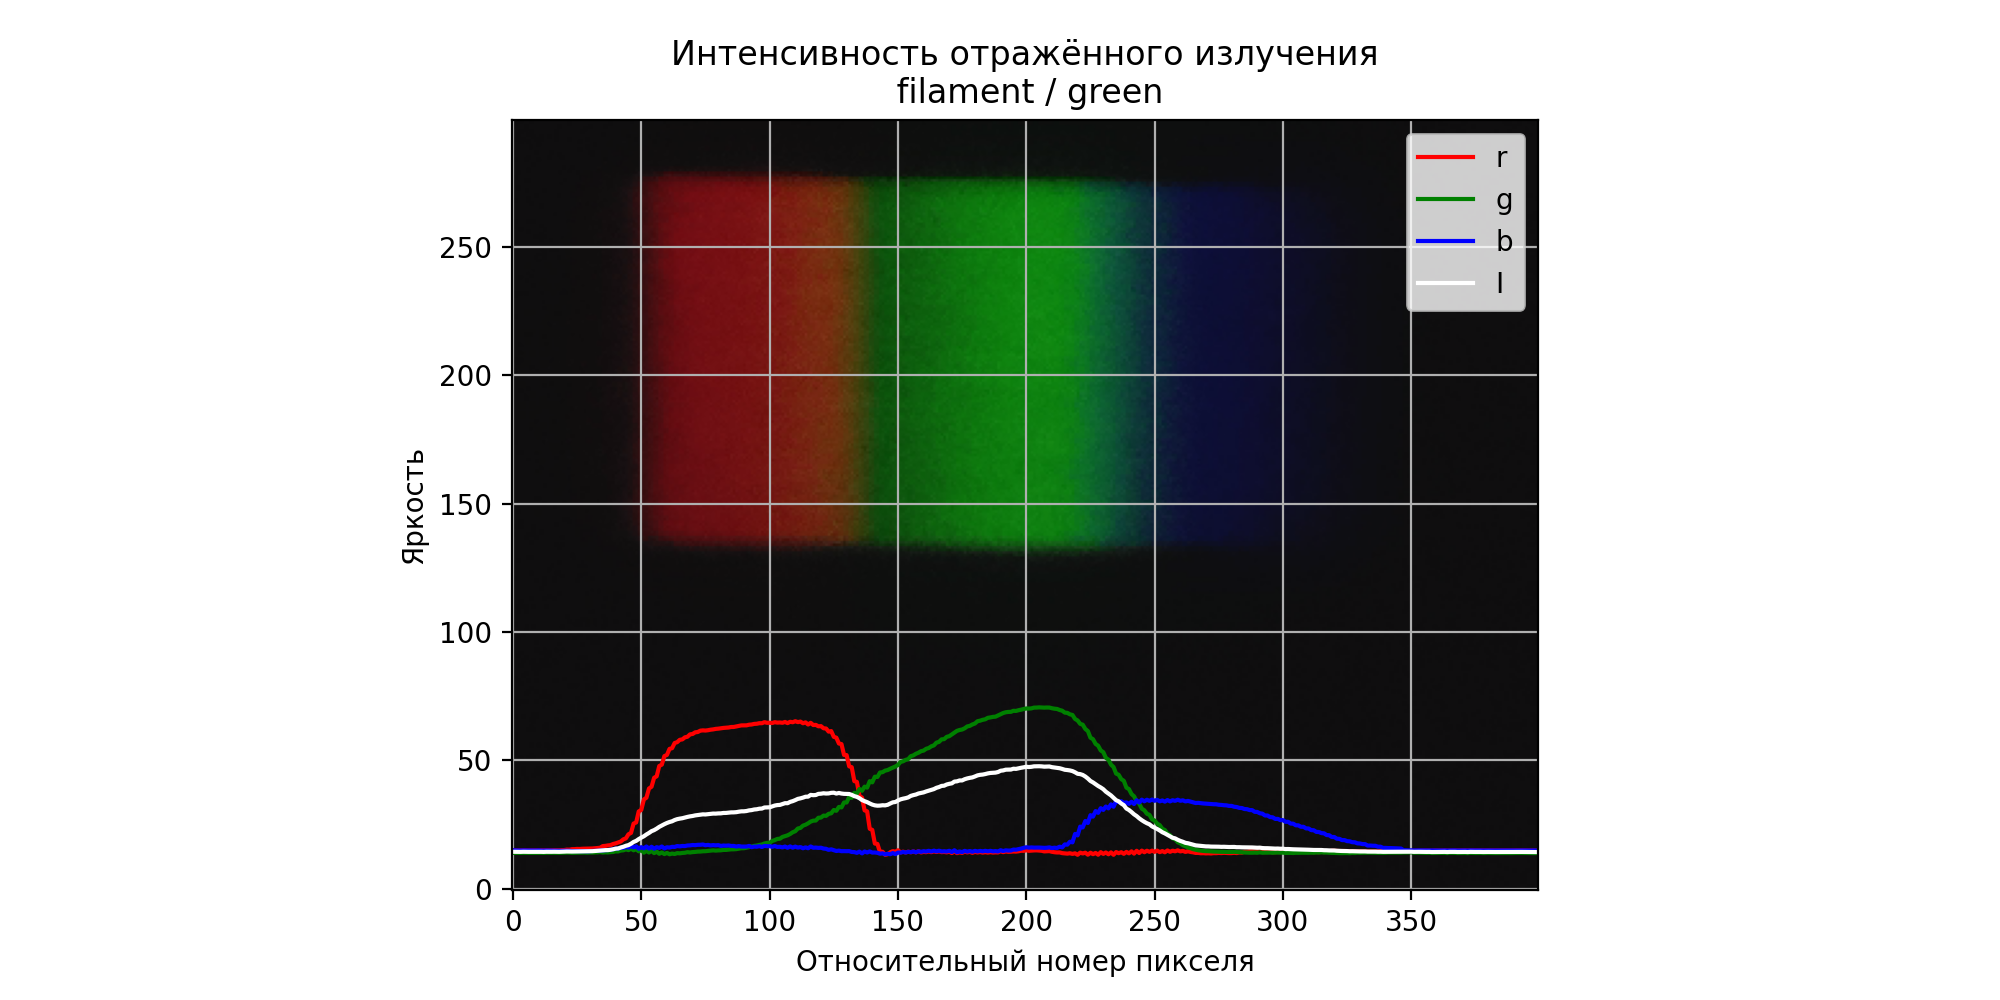 Интенсивность отражённого излучения
filament / green
r
g
b
I
250
200
150
100
50
0
Яркость
0 50 100 150 200 250 300 350
Относительный номер пикселя